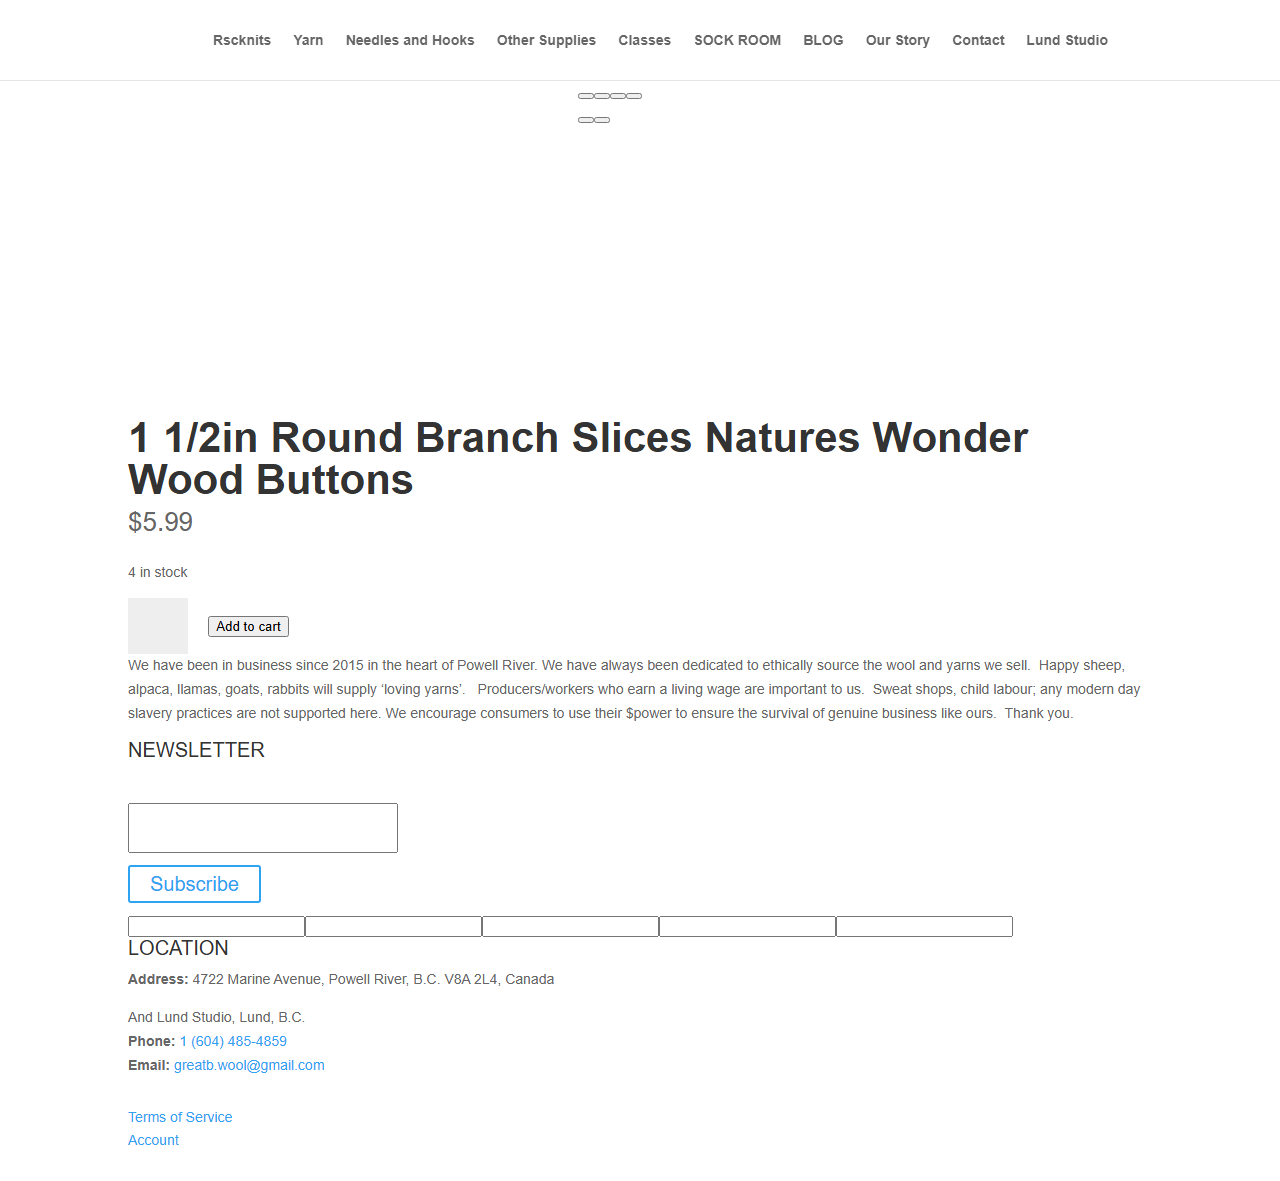 Rscknits Yarn Needles and Hooks Other Supplies Classes SOCK ROOM BLOG Our Story Contact Lund Studio
1 1/2in Round Branch Slices Natures Wonder
Wood Buttons
$5.99
4 in stock
Add to cart
We have been in business since 2015 in the heart of Powell River. We have always been dedicated to ethically source the wool and yarns we sell.  Happy sheep,
alpaca, llamas, goats, rabbits will supply ‘loving yarns’.   Producers/workers who earn a living wage are important to us.  Sweat shops, child labour; any modern day
slavery practices are not supported here. We encourage consumers to use their $power to ensure the survival of genuine business like ours.  Thank you.
NEWSLETTER
Subscribe
LOCATION
Address: 4722 Marine Avenue, Powell River, B.C. V8A 2L4, Canada
And Lund Studio, Lund, B.C.
Phone: 1 (604) 485-4859
Email: greatb.wool@gmail.com
Terms of Service
Account